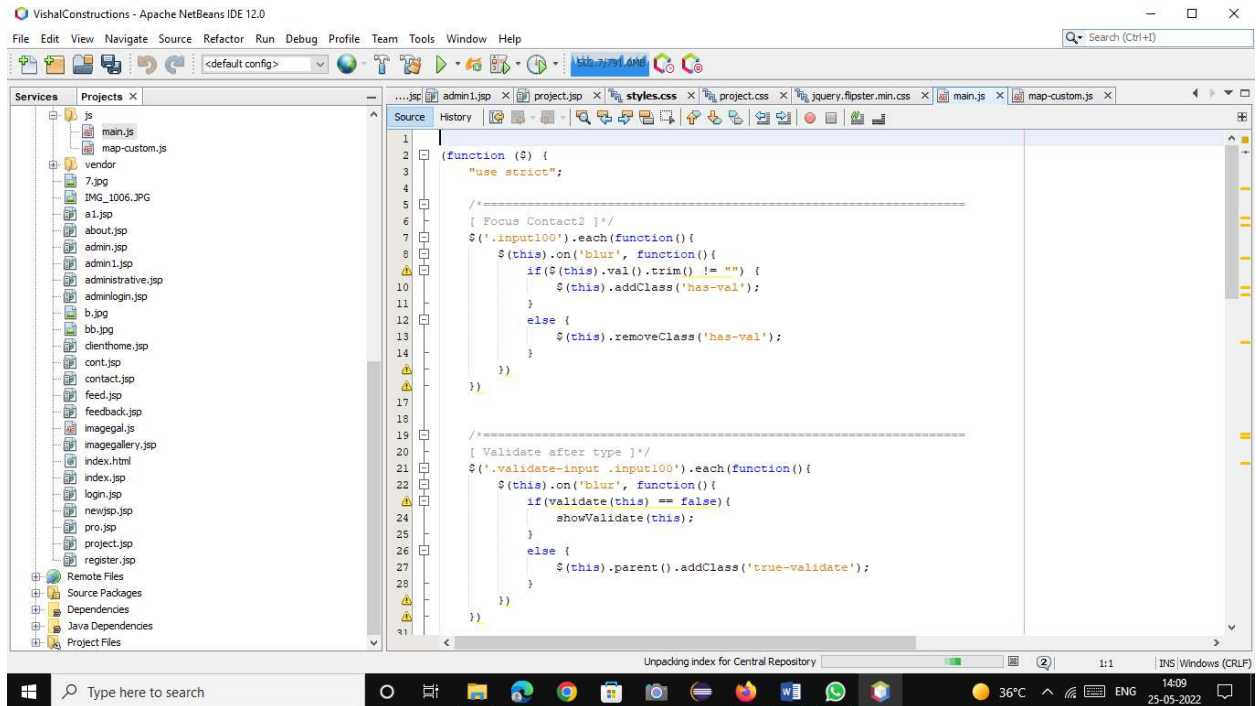 VishalConstructions - Apache NetBeans IDE 12.0
File Edit View Navigate Source Refactor Run Debug Profile Team Tools Window Help
Search (Ctrl+I)
<default config>
502.7/791.0MB
Services Projects
....jsp admin1.jsp project.jsp styles.css project.css jquery.flipster.min.css main.js map-custom.js
Source History
js
main.js
map-custom.js
vendor
7.jpg
IMG_1006.JPG
a1.jsp
about.jsp
admin.jsp
admin1.jsp
administrative.jsp
adminlogin.jsp
b.jpg
bb.jpg
clienthome.jsp
cont.jsp
contact.jsp
feed.jsp
feedback.jsp
imagegal.js
imagegallery.jsp
index.html
index.jsp
login.jsp
newjsp.jsp
pro.jsp
project.jsp
register.jsp
Remote Files
Source Packages
Dependencies
Java Dependencies
Project Files
1
2 (function ($) {
3 "use strict";
4
5 /*==================================================================
6 [ Focus Contact2 ]*/
7 $('.input100').each(function(){
8 $(this).on('blur', function(){
if($(this).val().trim() != "") {
10 $(this).addClass('has-val');
11 }
12 else {
13 $(this).removeClass('has-val');
14 }
})
})
17
18
19 /*==================================================================
20 [ Validate after type ]*/
21 $('.validate-input .input100').each(function(){
22 $(this).on('blur', function(){
if(validate(this) == false){
24 showValidate(this);
25 }
26 else {
27 $(this).parent().addClass('true-validate');
28 }
})
})
31
Unpacking index for Central Repository
2
1:1
INS Windows (CRLF)
Type here to search
36°C
ENG
14:09
25-05-2022